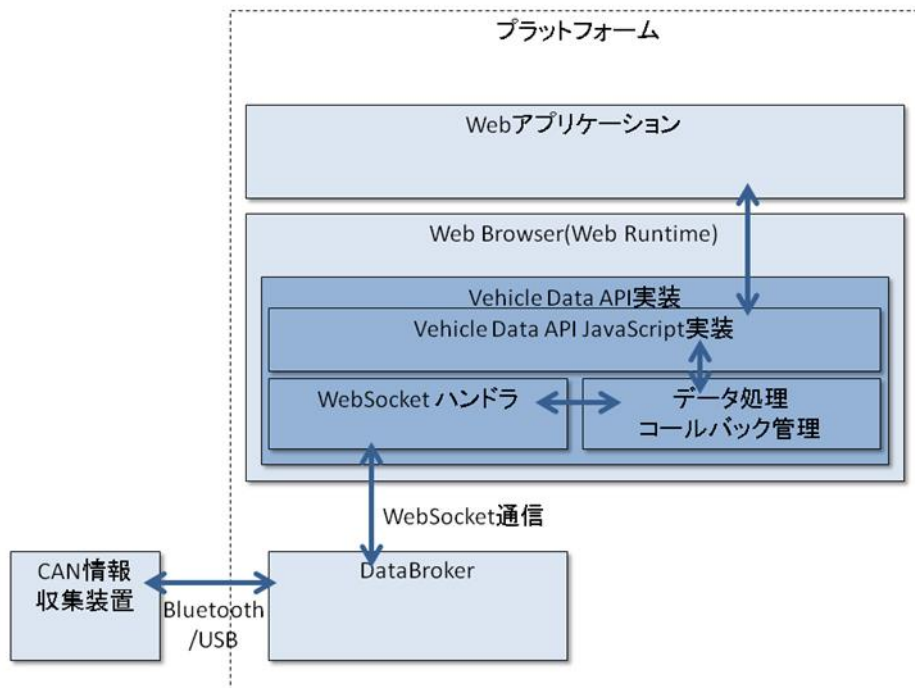 プラットフォーム
Webアプリケーション
Web Browser(Web Runtime)
Vehicle Data API実装
Vehicle Data API JavaScript実装
WebSocket ハンドラ
データ処理
コールバック管理
WebSocket通信
CAN情報
収集装置
Bluetooth
/USB
DataBroker